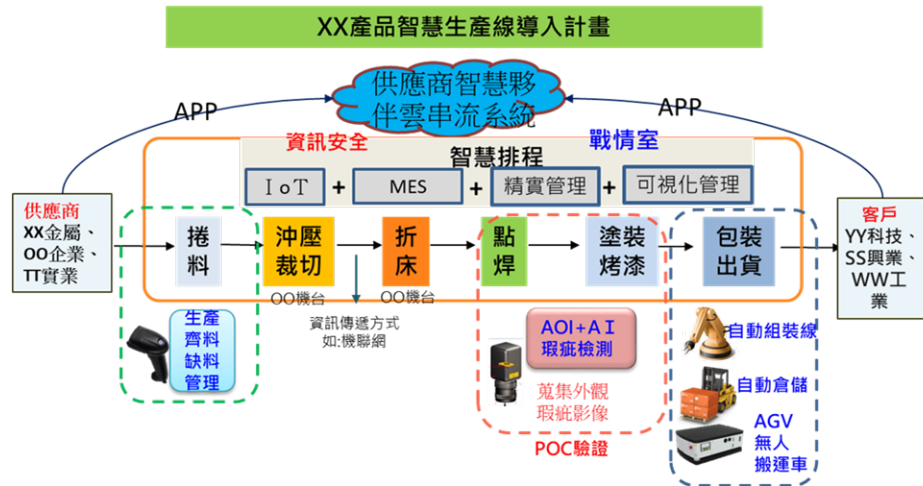 XX產品智慧生產線導入計畫
供應商智慧夥
伴雲串流系統
APP
APP
資訊安全
戰情室
智慧排程
IoT
+
MES
+
精實管理
+
可視化管理
供應商
XX金屬、
OO企業、
TT實業
捲
料
沖壓
裁切
折
床
點
焊
塗裝
烤漆
包裝
出貨
客戶
YY科技、
SS興業、
WW工
業
OO機台
OO機台
資訊傳遞方式
如:機聯網
生產
齊料
缺料
管理
AOI+AI
瑕疵檢測
蒐集外觀
瑕疵影像
POC驗證
自動組裝線
自動倉儲
AGV
無人
搬運車